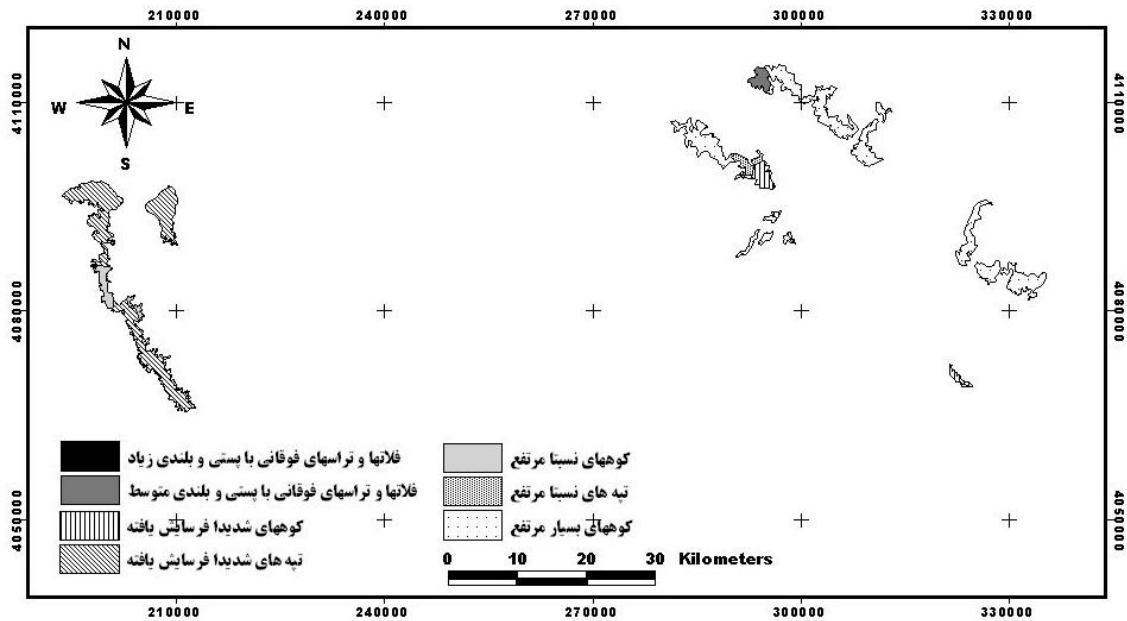 210000 240000 270000 300000 330000
N
W E
S
4110000 4110000
4080000 4080000
4050000 4050000
فلاتها و تراسهای فوقانی با پستی و بلندی زیاد
فلاتها و تراسهای فوقانی با پستی و بلندی متوسط
کوههای شدیدا فرسایش یافته
تپه های شدیدا فرسایش یافته
کوههای نسبتا مرتفع
تپه های نسبتا مرتفع
کوههای بسیار مرتفع
0 10 20 30 Kilometers
210000 240000 270000 300000 330000